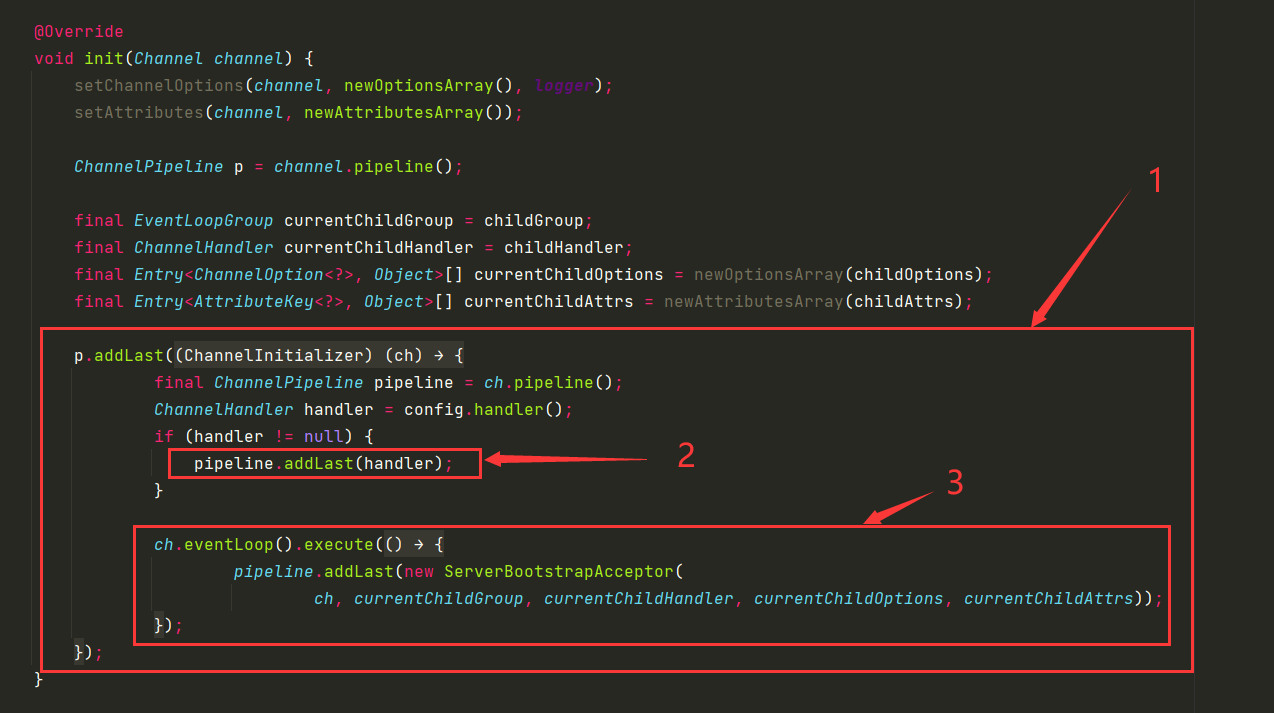 @Override
void init(Channel channel) {
    setChannelOptions(channel, newOptionsArray(), logger);
    setAttributes(channel, newAttributesArray());
    ChannelPipeline p = channel.pipeline();
1
    final EventLoopGroup currentChildGroup = childGroup;
    final ChannelHandler currentChildHandler = childHandler;
    final Entry<ChannelOption<?>, Object>[] currentChildOptions = newOptionsArray(childOptions);
    final Entry<AttributeKey<?>, Object>[] currentChildAttrs = newAttributesArray(childAttrs);
    p.addLast((ChannelInitializer) (ch) → {
            final ChannelPipeline pipeline = ch.pipeline();
            ChannelHandler handler = config.handler();
            if (handler != null) {
                pipeline.addLast(handler);
2
            }
3
            ch.eventLoop().execute(() → {
                    pipeline.addLast(new ServerBootstrapAcceptor(
                            ch, currentChildGroup, currentChildHandler, currentChildOptions, currentChildAttrs));
            });
    });
}